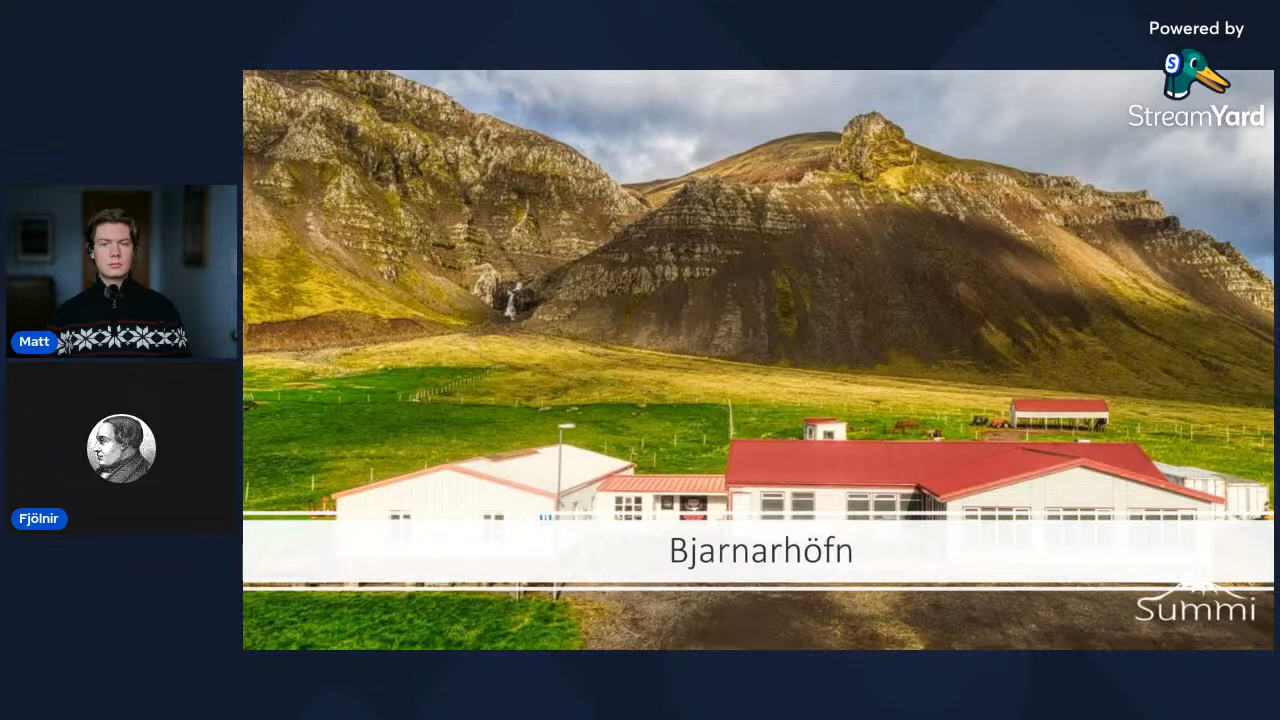 Powered by
S
StreamYard
Matt
Fjölnir
Bjarnarhöfn
Summi